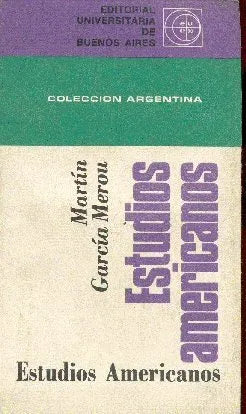 EDITORIAL
UNIVERSITARIA
DE
BUENOS AIRES
COLECCION ARGENTINA
Martín
García Merou
Estudios
americanos
Estudios Americanos